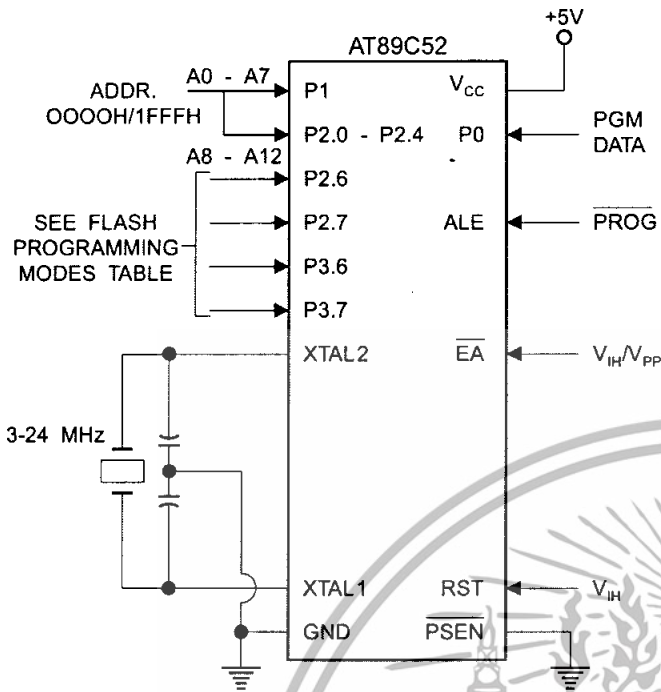 +5V
AT89C52
A0 - A7
ADDR.
OOOOH/1FFFH
P1
VCC
P2.0 - P2.4
P0
PGM
DATA
A8 - A12
P2.6
SEE FLASH
PROGRAMMING
MODES TABLE
P2.7
ALE
PROG
P3.6
P3.7
XTAL2
EA
VIH/VPP
3-24 MHz
XTAL1
RST
VIH
GND
PSEN